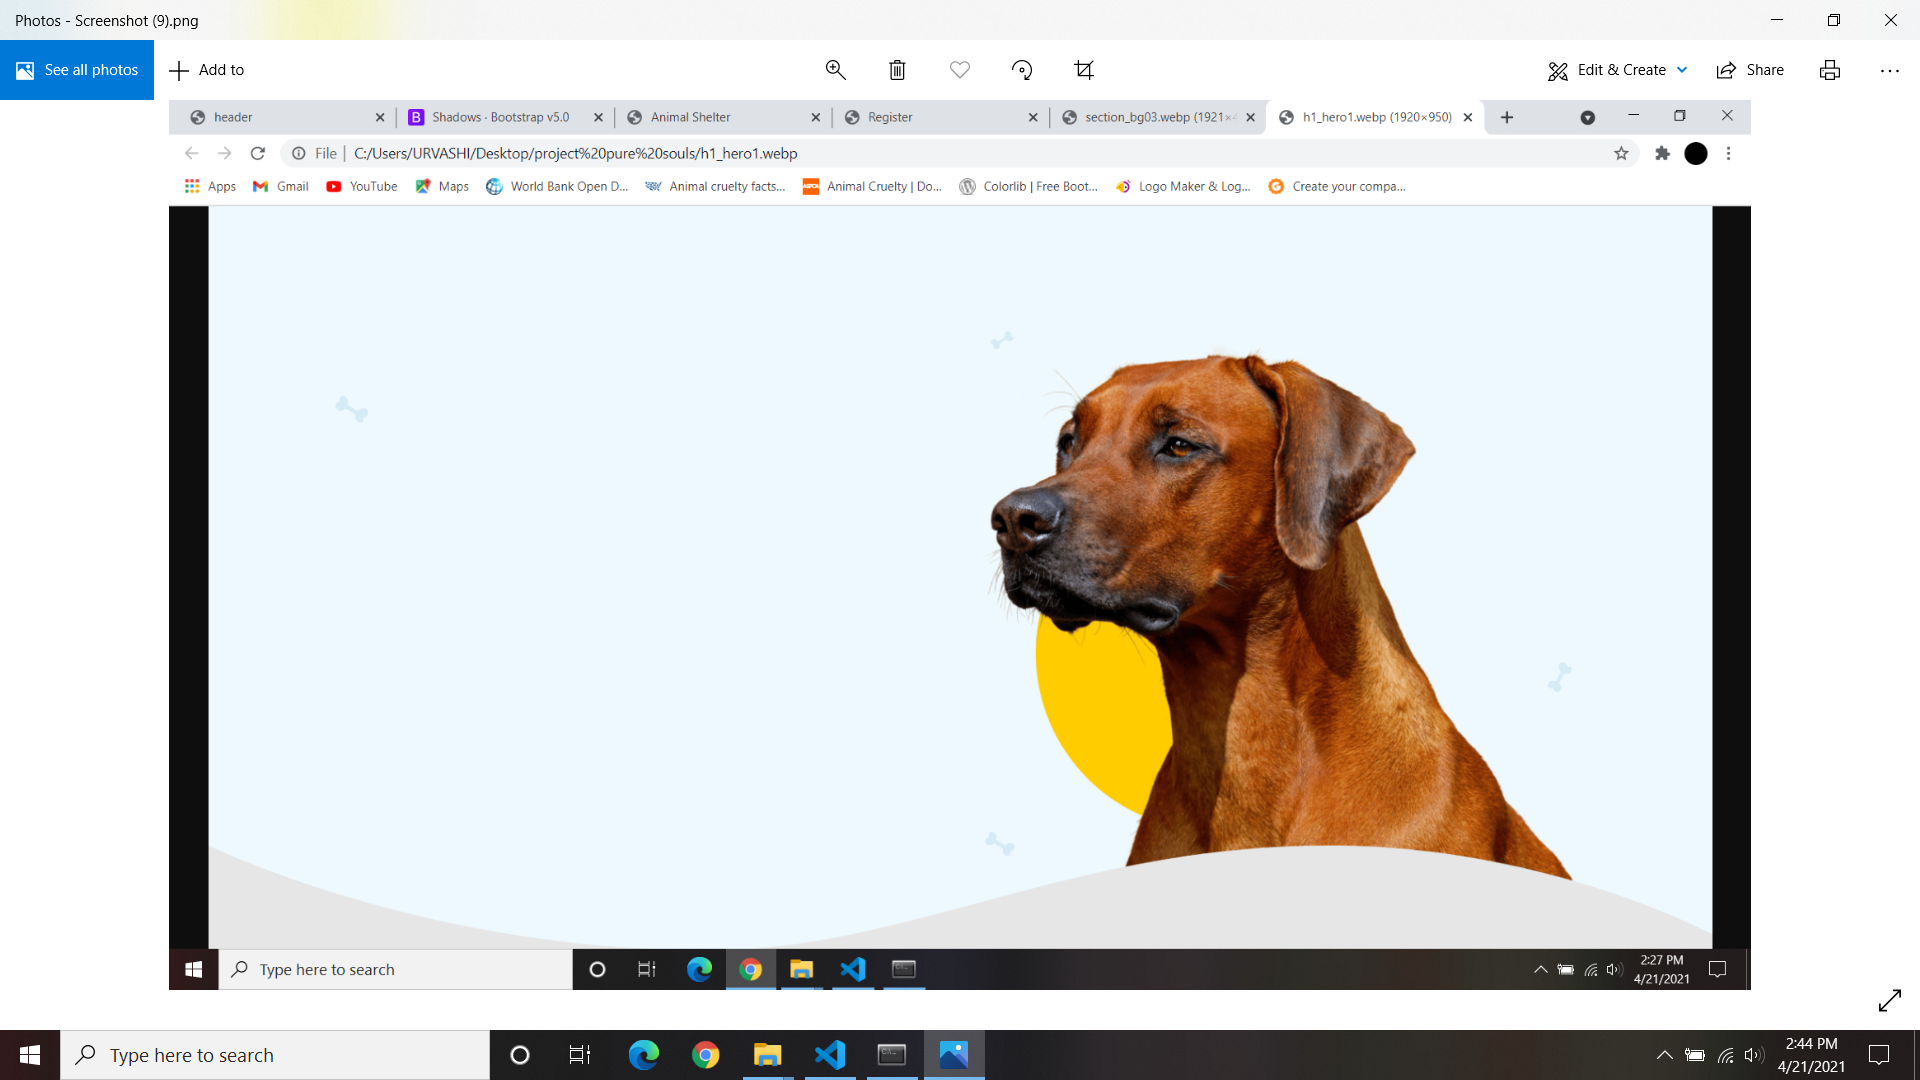 Photos - Screenshot (9).png
See all photos
Add to
Edit & Create
Share
header
Shadows · Bootstrap v5.0
Animal Shelter
Register
section_bg03.webp (1921×
h1_hero1.webp (1920×950)
File | C:/Users/URVASHI/Desktop/project%20pure%20souls/h1_hero1.webp
Apps
Gmail
YouTube
Maps
World Bank Open D...
Animal cruelty facts...
Animal Cruelty | Do...
Colorlib | Free Boot...
Logo Maker & Log...
Create your compa...
Type here to search
2:27 PM
4/21/2021
Type here to search
2:44 PM
4/21/2021